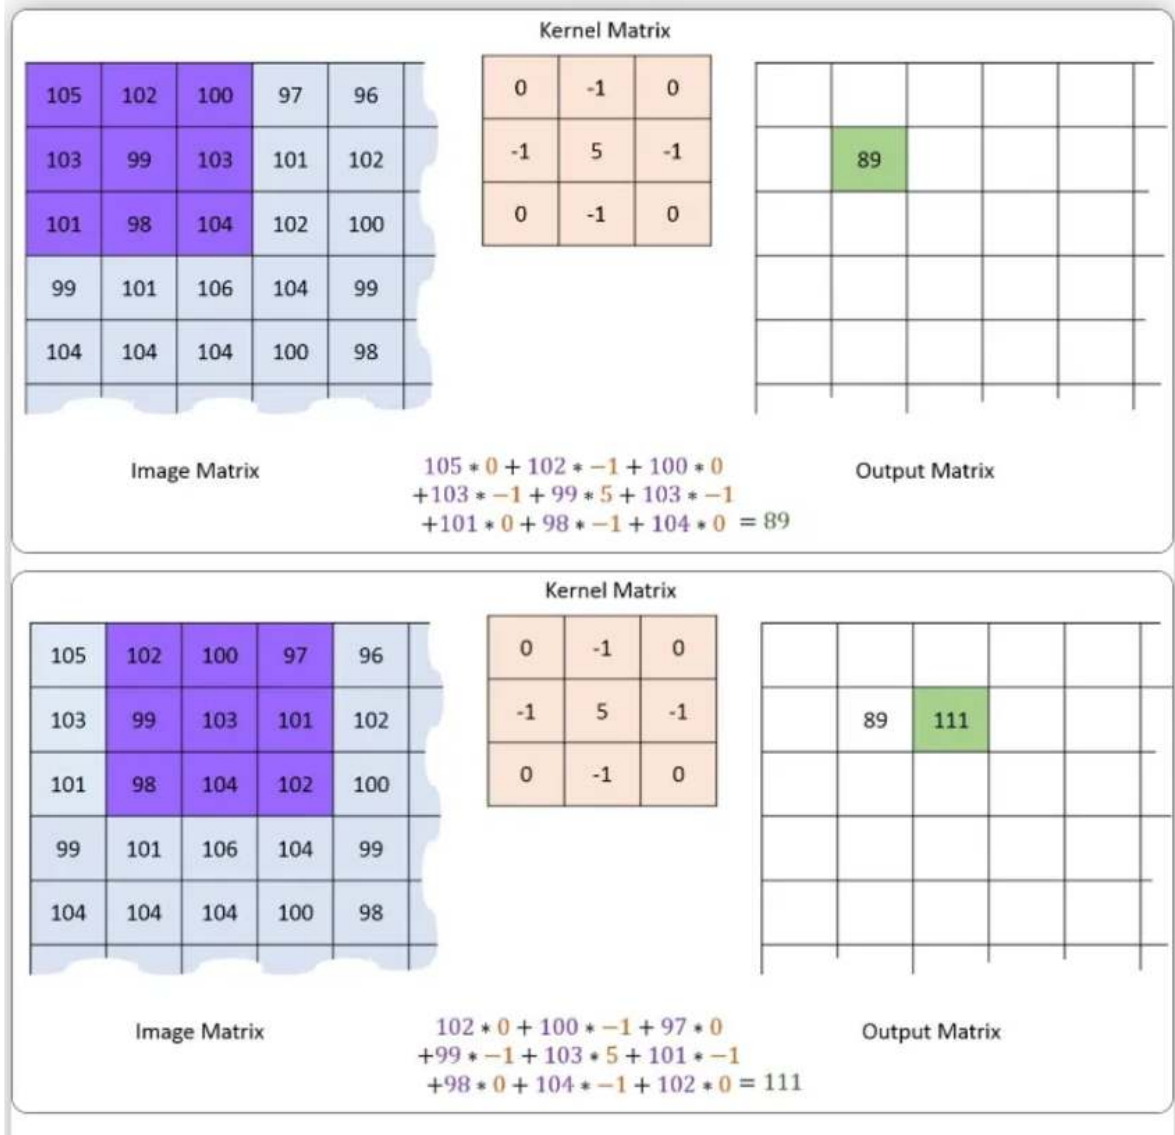 Kernel Matrix
105 102 100 97 96
0 -1 0
103 99 103 101 102
-1 5 -1
89
101 98 104 102 100
0 -1 0
99 101 106 104 99
104 104 104 100 98
Image Matrix
105 * 0 + 102 * −1 + 100 * 0
+103 * −1 + 99 * 5 + 103 * −1
+101 * 0 + 98 * −1 + 104 * 0 = 89
Output Matrix
Kernel Matrix
105 102 100 97 96
0 -1 0
103 99 103 101 102
-1 5 -1
89 111
101 98 104 102 100
0 -1 0
99 101 106 104 99
104 104 104 100 98
Image Matrix
102 * 0 + 100 * −1 + 97 * 0
+99 * −1 + 103 * 5 + 101 * −1
+98 * 0 + 104 * −1 + 102 * 0 = 111
Output Matrix